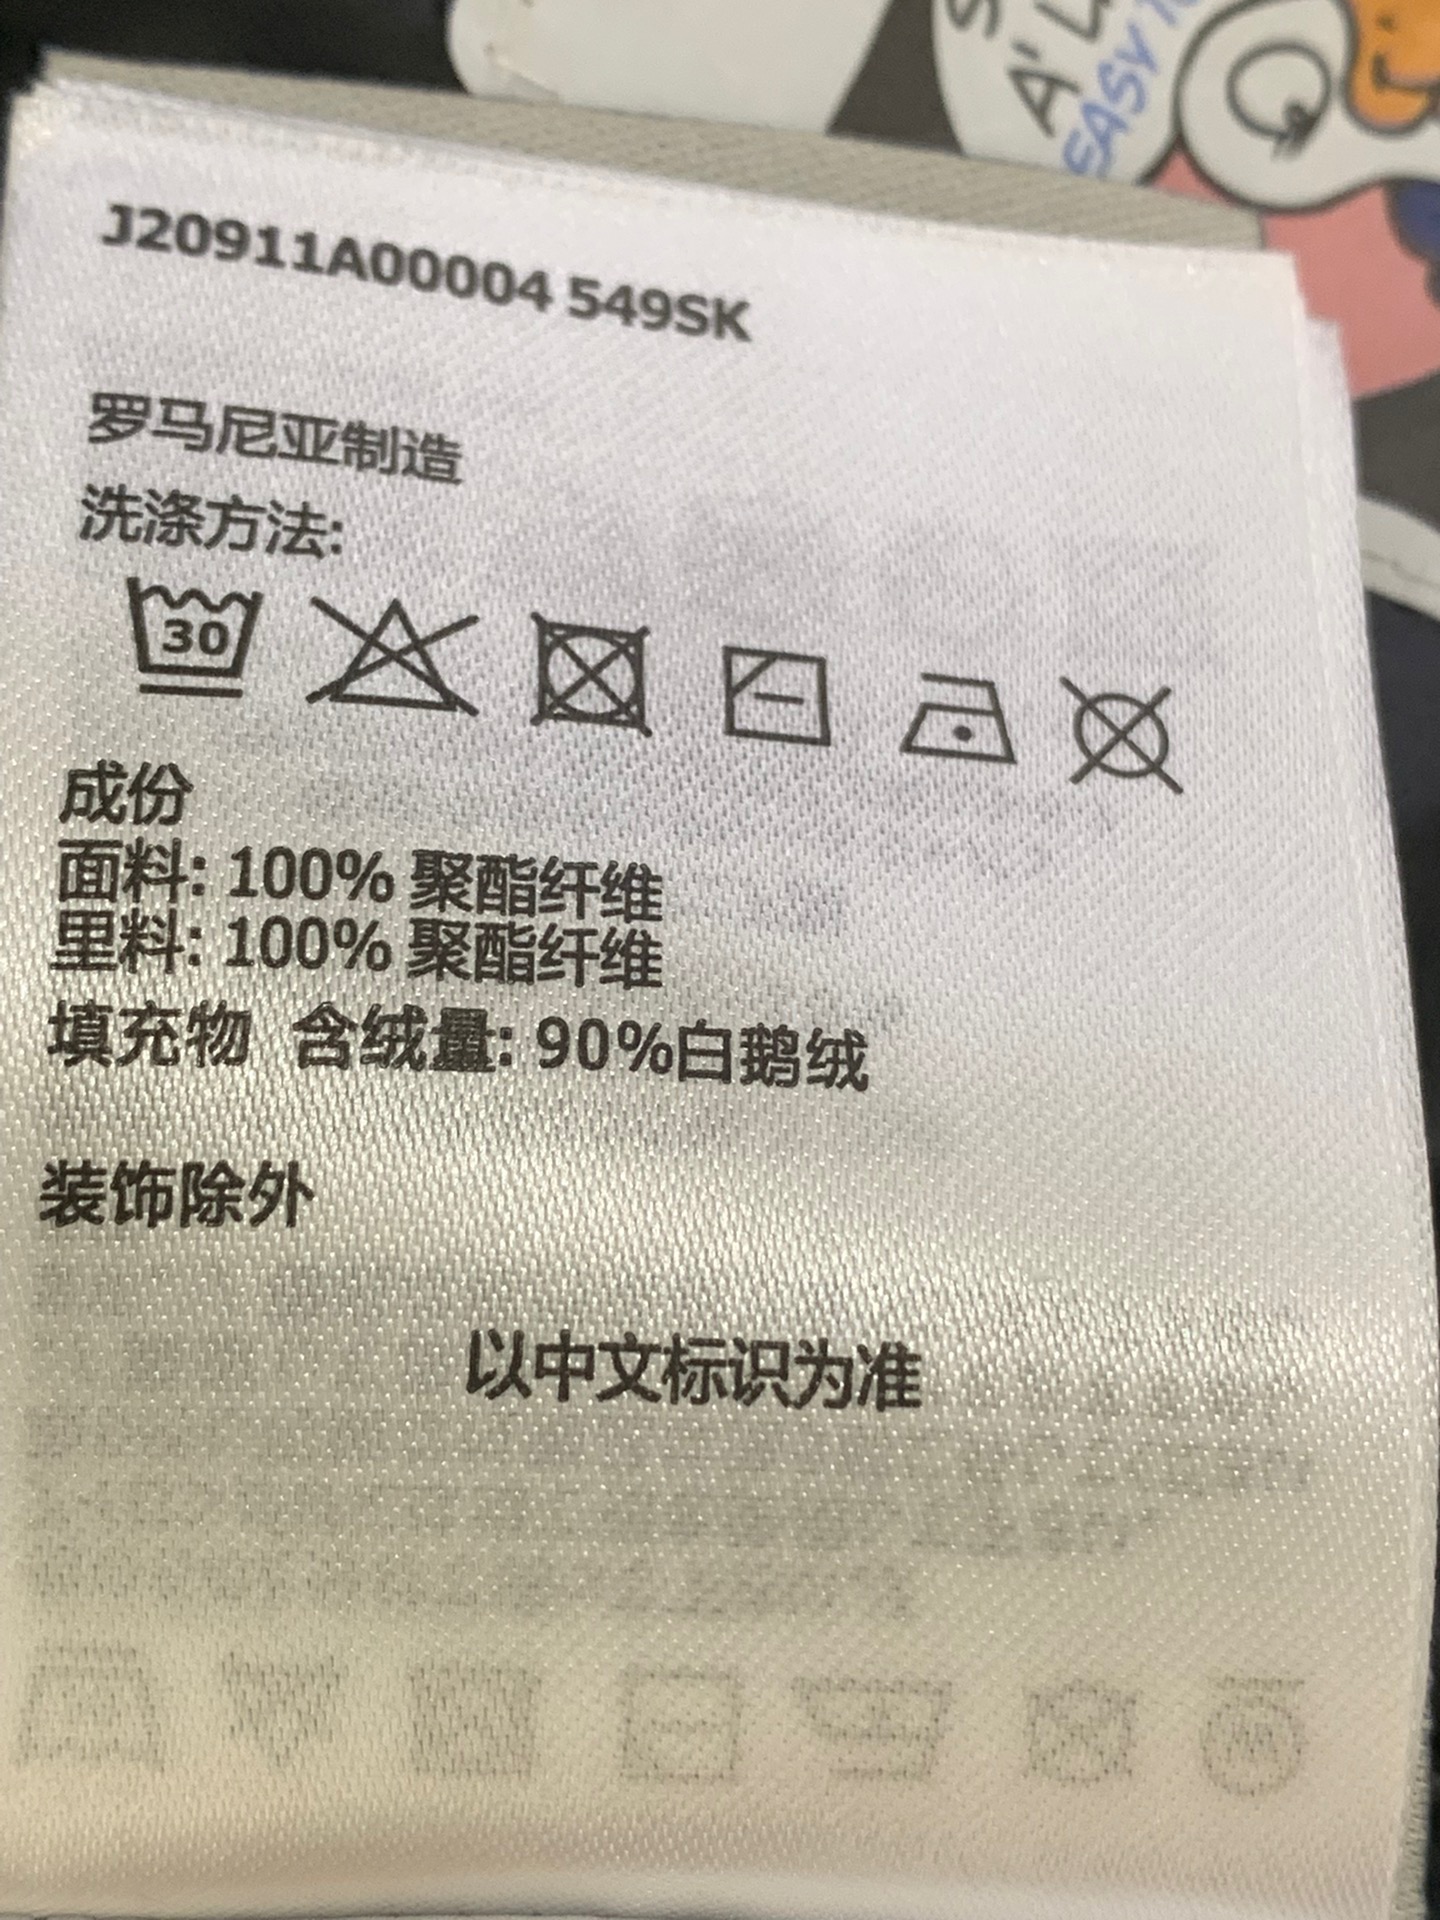 A' L
EASY
J20911A00004 549SK
罗马尼亚制造
洗涤方法:
30
成份
面料: 100% 聚酯纤维
里料: 100% 聚酯纤维
填充物 含绒量: 90%白鹅绒
装饰除外
以中文标识为准